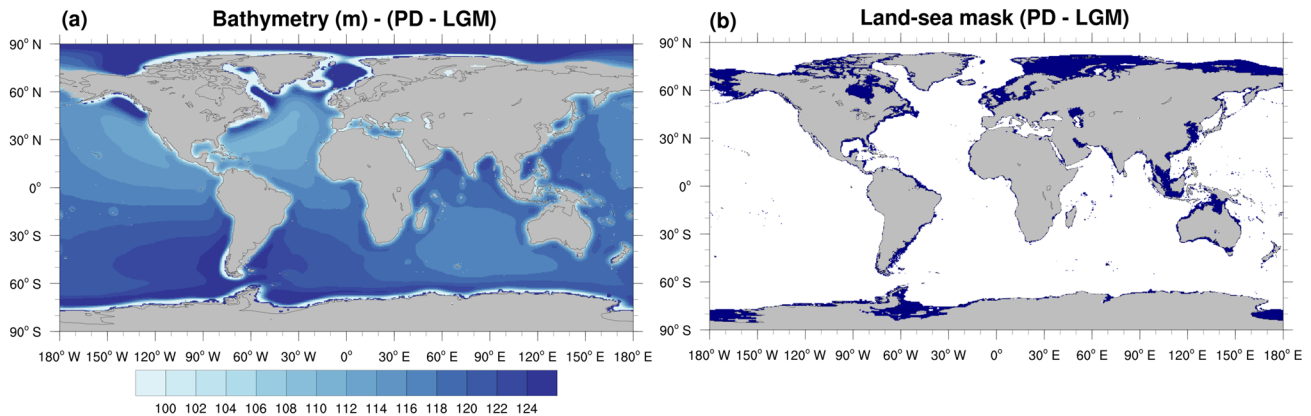 (a) Bathymetry (m) - (PD - LGM)
90° N
60° N
30° N
0°
30° S
60° S
90° S
180° W 150° W 120° W 90° W 60° W 30° W 0° 30° E 60° E 90° E 120° E 150° E 180° E
100 102 104 106 108 110 112 114 116 118 120 122 124
(b) Land-sea mask (PD - LGM)
90° N
60° N
30° N
0°
30° S
60° S
90° S
180° W 150° W 120° W 90° W 60° W 30° W 0° 30° E 60° E 90° E 120° E 150° E 180° E